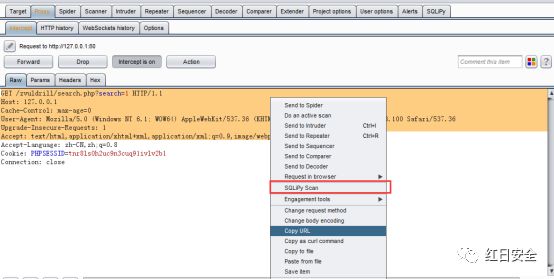 Target Proxy Spider Scanner Intruder Repeater Sequencer Decoder Comparer Extender Project options User options Alerts SQLiPy
Intercept HTTP history WebSockets history Options
Request to http://127.0.0.1:80
Forward Drop Intercept is on Action Comment this item
Raw Params Headers Hex
GET /zvuldrill/search.php?search=1 HTTP/1.1
Host: 127.0.0.1
Cache-Control: max-age=0
User-Agent: Mozilla/5.0 (Windows NT 6.1; WOW64) AppleWebKit/537.36 (KHTM .100 Safari/537.36
Upgrade-Insecure-Requests: 1
Accept: text/html,application/xhtml+xml,application/xml;q=0.9,image/webp
Accept-Language: zh-CN,zh;q=0.8
Connection: close
Send to Spider
Do an active scan
Send to Intruder Ctrl+I
Send to Repeater Ctrl+R
Send to Sequencer
Send to Comparer
Send to Decoder
Request in browser
SQLiPy Scan
Engagement tools
Change request method
Change body encoding
Copy URL
Copy as curl command
Copy to file
Paste from file
Save item
红日安全